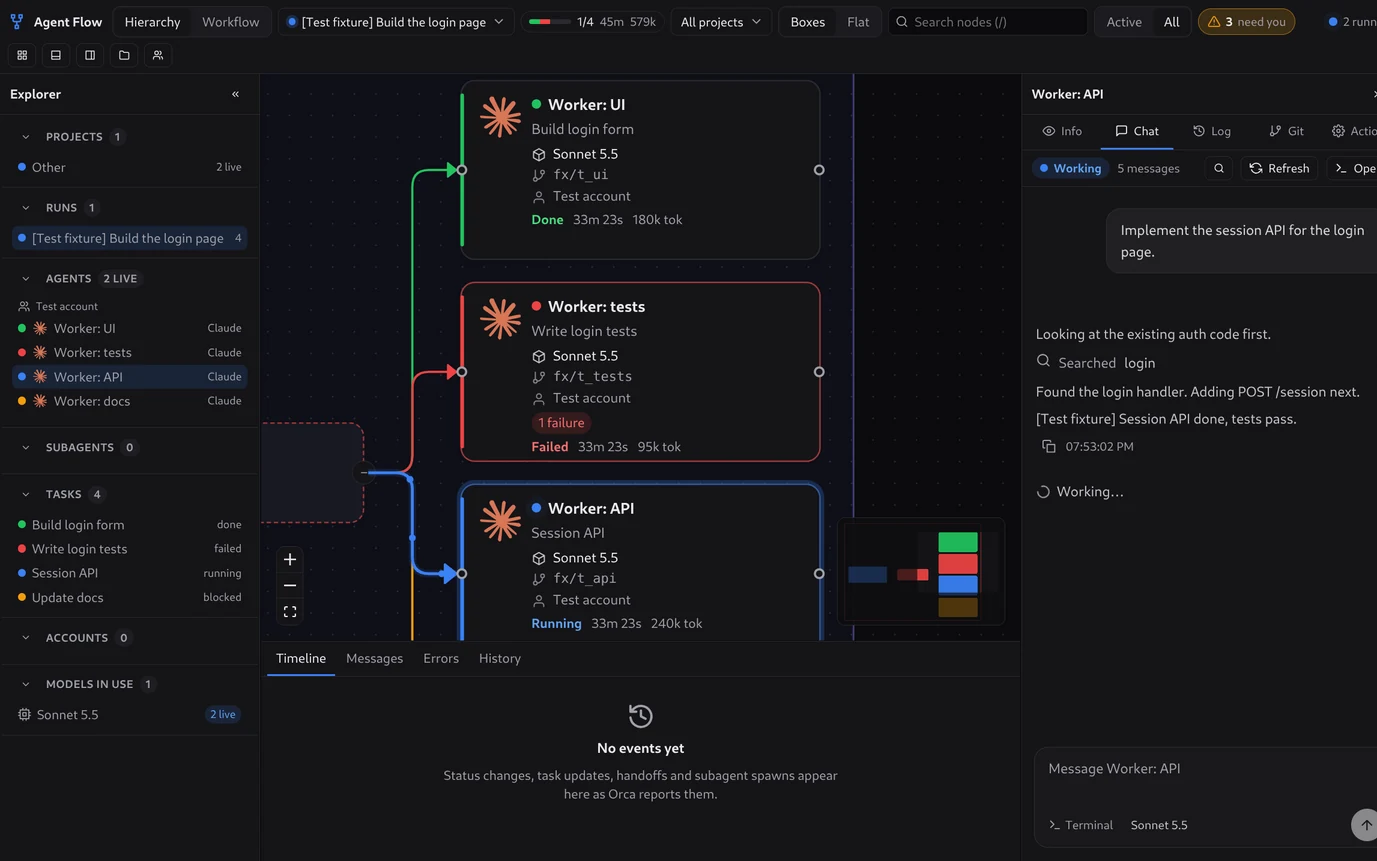 Agent Flow
Hierarchy
Workflow
[Test fixture] Build the login page
1/4 45m 579k
All projects
Boxes
Flat
Search nodes (/)
Active
All
3 need you
2 runn
Explorer
PROJECTS 1
Other 2 live
RUNS 1
[Test fixture] Build the login page 4
AGENTS 2 LIVE
Test account
Worker: UI Claude
Worker: tests Claude
Worker: API Claude
Worker: docs Claude
SUBAGENTS 0
TASKS 4
Build login form done
Write login tests failed
Session API running
Update docs blocked
ACCOUNTS 0
MODELS IN USE 1
Sonnet 5.5 2 live
Worker: UI
Build login form
Sonnet 5.5
fx/t_ui
Test account
Done 33m 23s 180k tok
Worker: tests
Write login tests
Sonnet 5.5
fx/t_tests
Test account
1 failure
Failed 33m 23s 95k tok
Worker: API
Session API
Sonnet 5.5
fx/t_api
Test account
Running 33m 23s 240k tok
Timeline
Messages
Errors
History
No events yet
Status changes, task updates, handoffs and subagent spawns appear
here as Orca reports them.
Worker: API
Info
Chat
Log
Git
Actio
Working
5 messages
Refresh
Ope
Implement the session API for the login
page.
Looking at the existing auth code first.
Searched login
Found the login handler. Adding POST /session next.
[Test fixture] Session API done, tests pass.
07:53:02 PM
Working…
Message Worker: API
Terminal
Sonnet 5.5